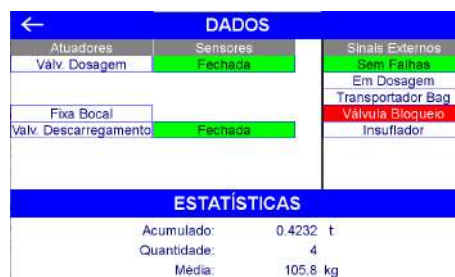 DADOS
Atuadores Sensores Sinais Externos
Válv. Dosagem Fechada Sem Falhas
Em Dosagem
Transportador Bag
Fixa Bocal Válvula Bloqueio
Valv. Descarregamento Fechada Insuflador
ESTATÍSTICAS
Acumulado: 0.4232 t
Quantidade: 4
Média: 105.8 kg